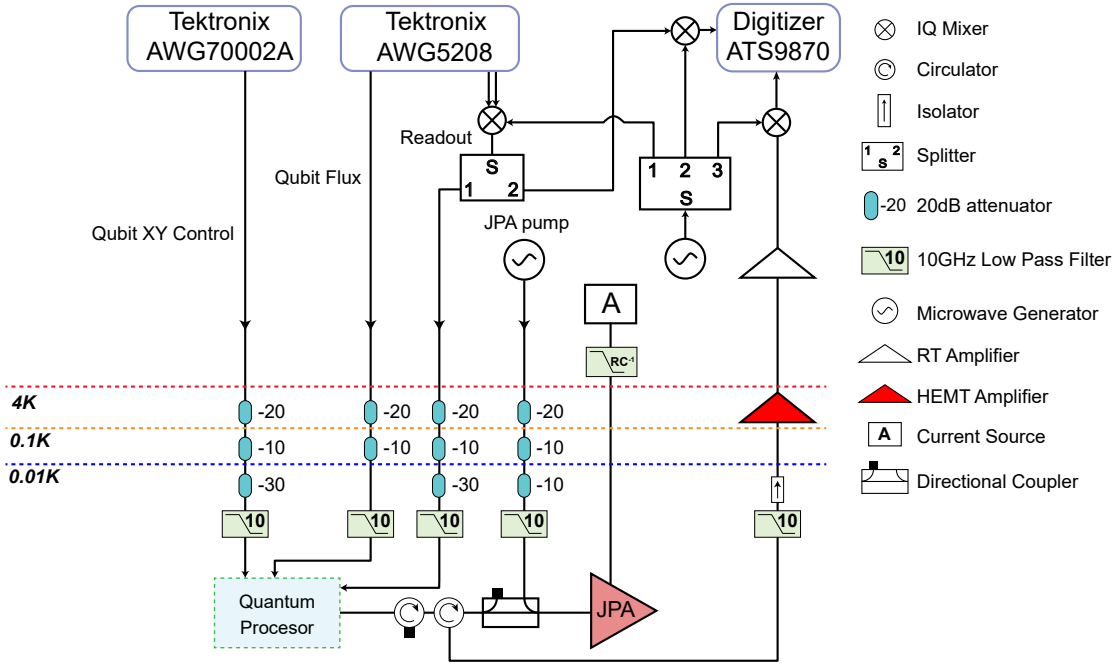 Tektronix
AWG70002A
Tektronix
AWG5208
Digitizer
ATS9870
IQ Mixer
Circulator
Isolator
1 2
S
Splitter
-20 20dB attenuator
10 10GHz Low Pass Filter
Microwave Generator
RT Amplifier
HEMT Amplifier
A Current Source
Directional Coupler
Readout
S
1 2
1 2 3
S
Qubit Flux
Qubit XY Control
JPA pump
A
RC⁻¹
4K
-20 -20 -20 -20
0.1K
-10 -10 -10 -10
0.01K
-30 -30 -10
10 10 10 10 10
Quantum
Procesor
JPA